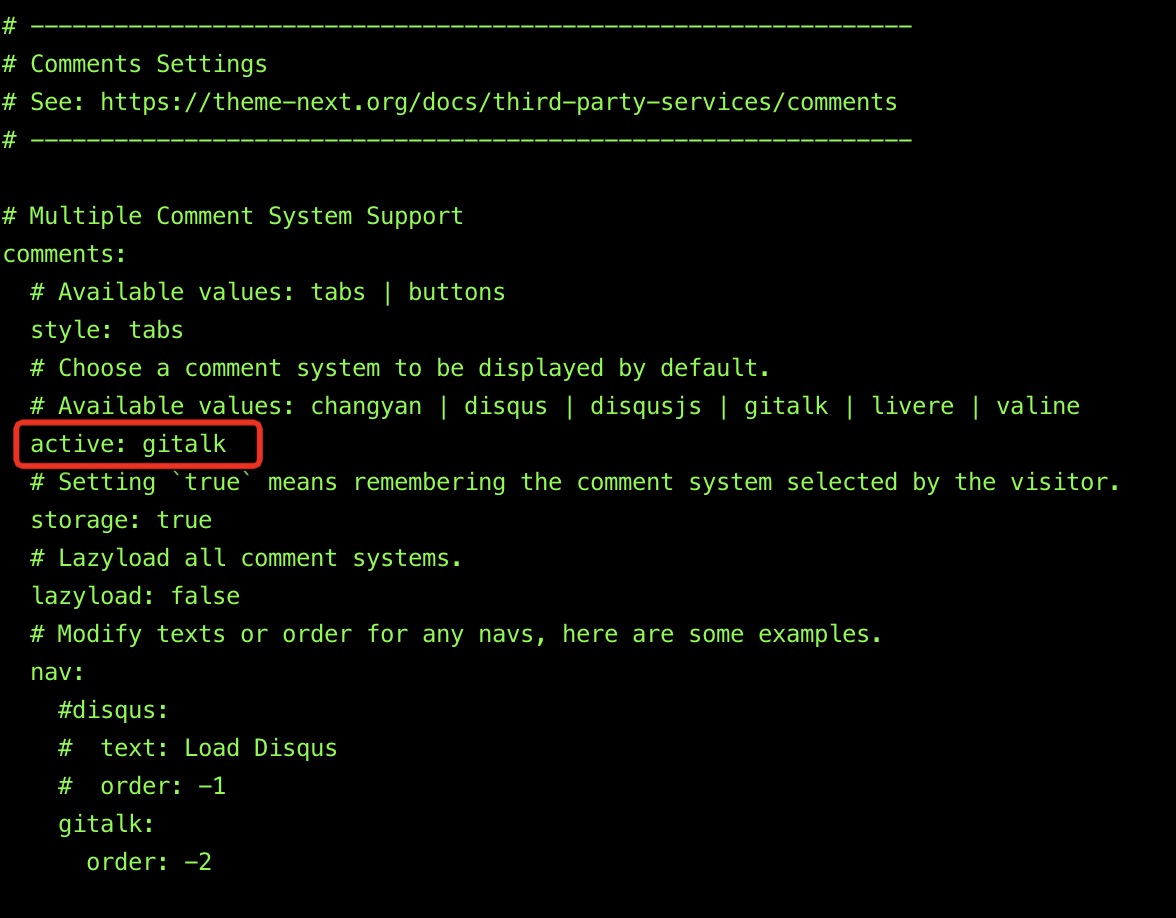 # ---------------------------------------------------------------
# Comments Settings
# See: https://theme-next.org/docs/third-party-services/comments
# ---------------------------------------------------------------

# Multiple Comment System Support
comments:
  # Available values: tabs | buttons
  style: tabs
  # Choose a comment system to be displayed by default.
  # Available values: changyan | disqus | disqusjs | gitalk | livere | valine
  active: gitalk
  # Setting `true` means remembering the comment system selected by the visitor.
  storage: true
  # Lazyload all comment systems.
  lazyload: false
  # Modify texts or order for any navs, here are some examples.
  nav:
    #disqus:
    #  text: Load Disqus
    #  order: -1
    gitalk:
      order: -2